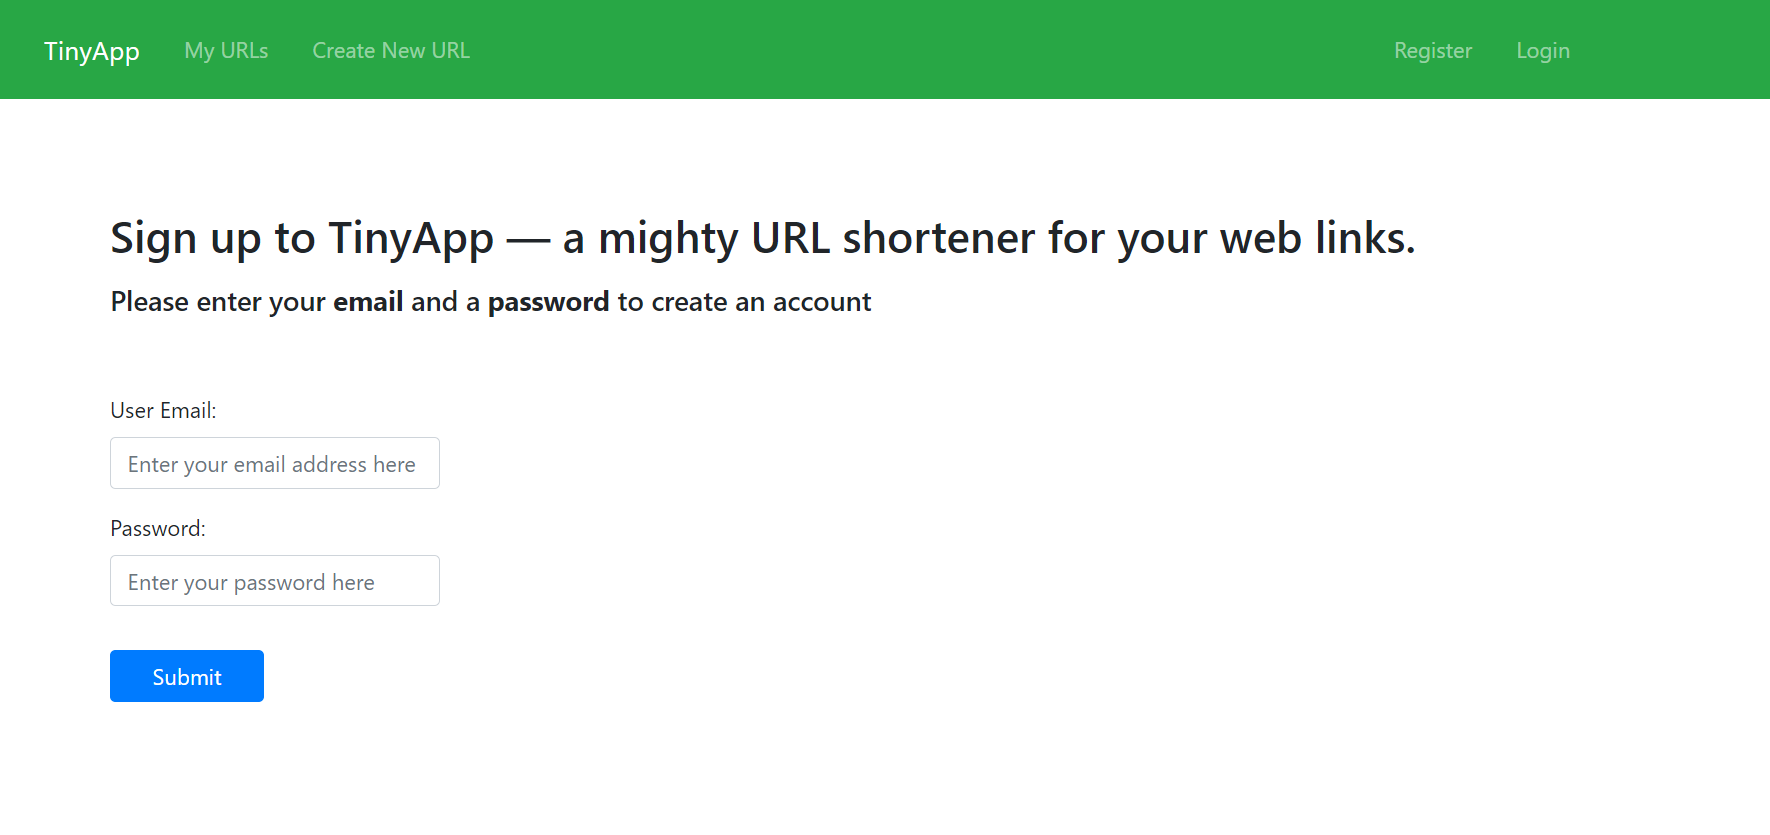 TinyApp My URLs Create New URL Register Login
Sign up to TinyApp — a mighty URL shortener for your web links.
Please enter your email and a password to create an account
User Email:
Enter your email address here
Password:
Enter your password here
Submit